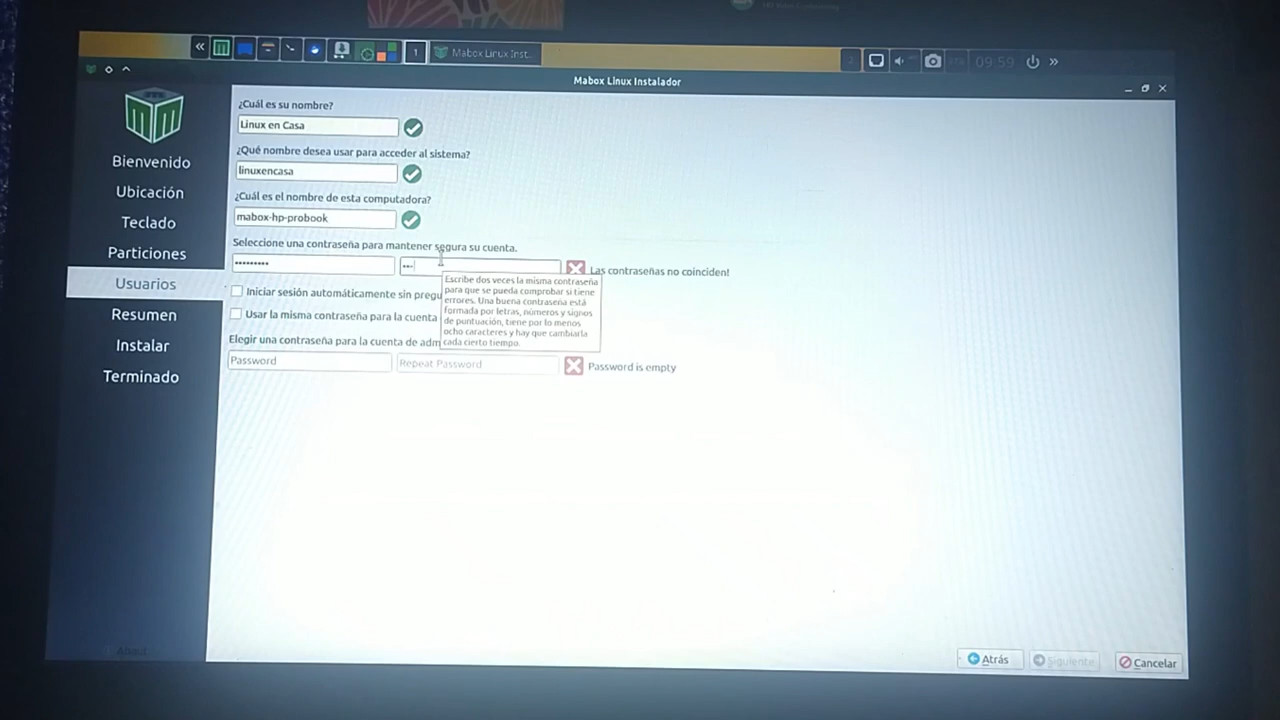 1
Mabox Linux Inst..
09:59
Mabox Linux Instalador
Bienvenido
Ubicación
Teclado
Particiones
Usuarios
Resumen
Instalar
Terminado
About
¿Cuál es su nombre?
Linux en Casa
¿Qué nombre desea usar para acceder al sistema?
linuxencasa
¿Cuál es el nombre de esta computadora?
mabox-hp-probook
Seleccione una contraseña para mantener segura su cuenta.
Las contraseñas no coinciden!
Iniciar sesión automáticamente sin pregu
Usar la misma contraseña para la cuenta
Elegir una contraseña para la cuenta de adm
Escribe dos veces la misma contraseña
para que se pueda comprobar si tiene
errores. Una buena contraseña está
formada por letras, números y signos
de puntuación, tiene por lo menos
ocho caracteres y hay que cambiarla
cada cierto tiempo.
Password
Repeat Password
Password is empty
Atrás
Siguiente
Cancelar